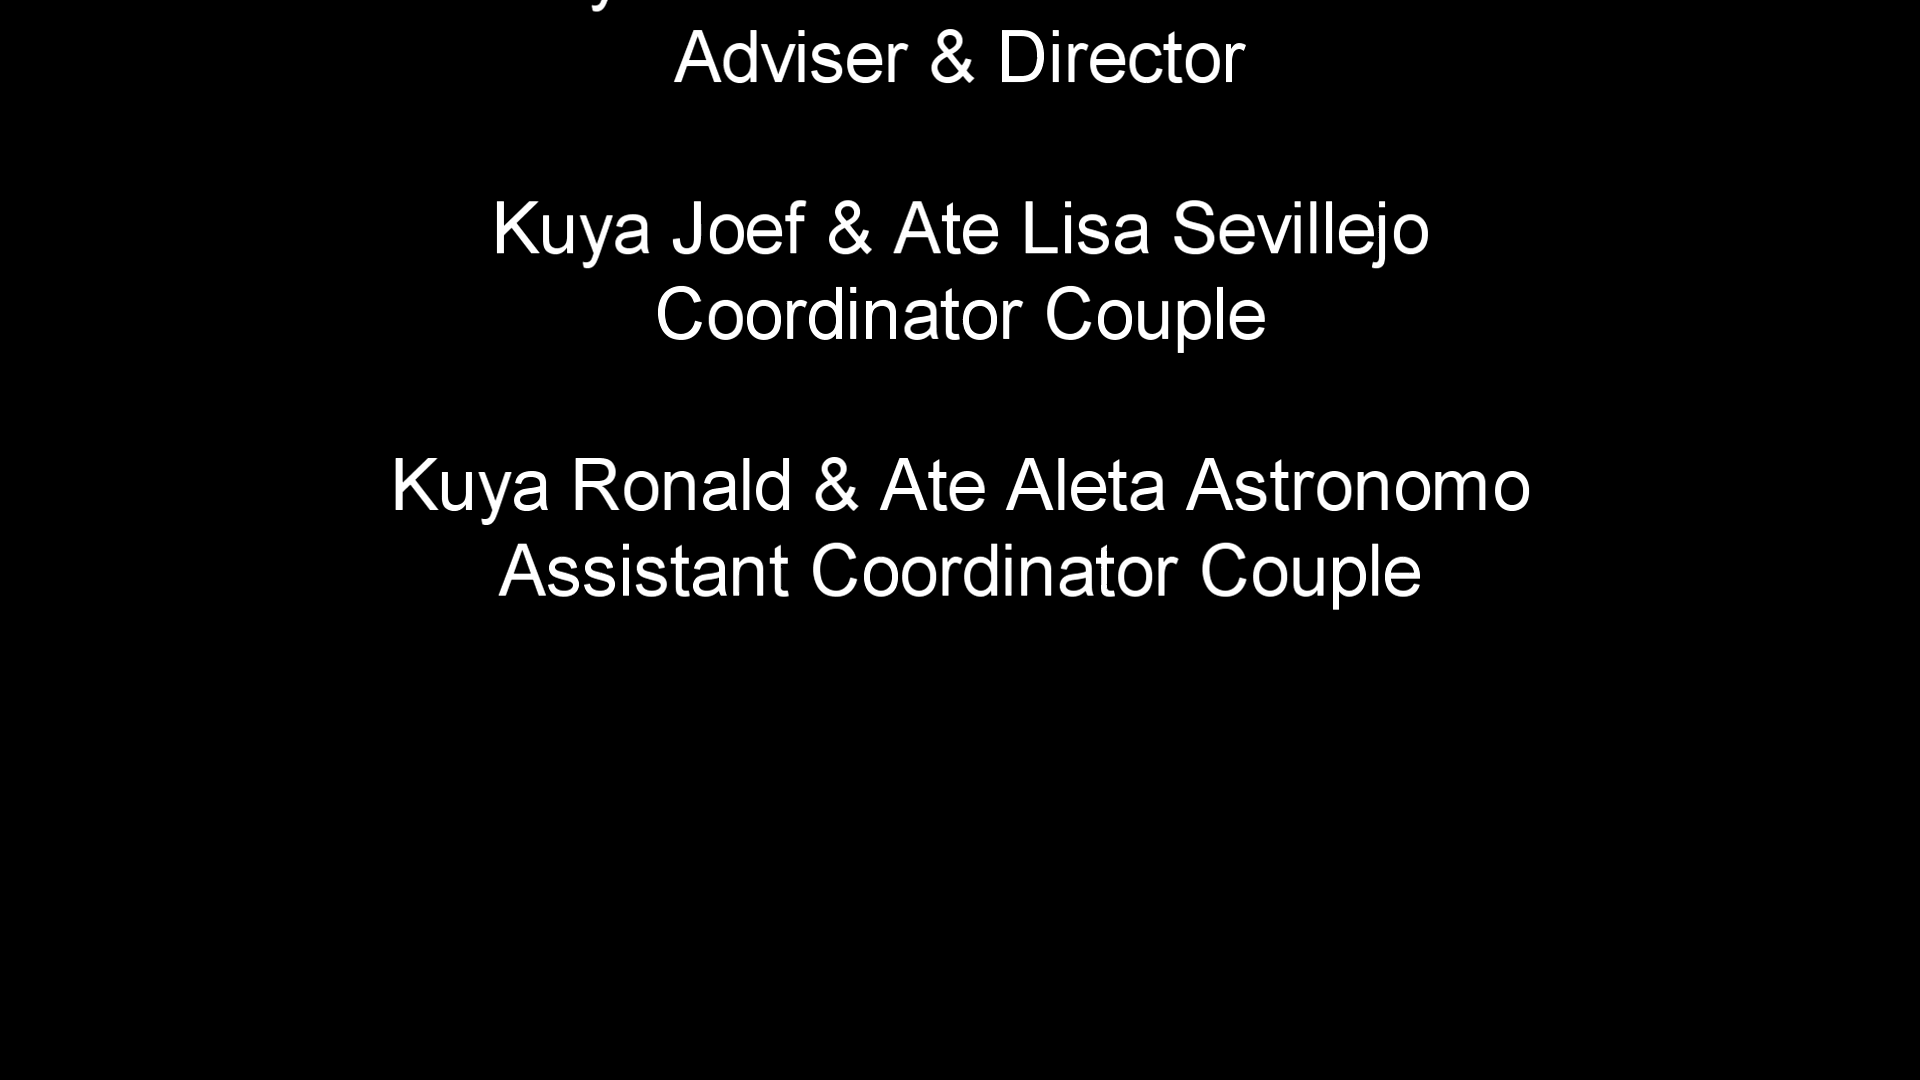 Adviser & Director
Kuya Joef & Ate Lisa Sevillejo
Coordinator Couple
Kuya Ronald & Ate Aleta Astronomo
Assistant Coordinator Couple